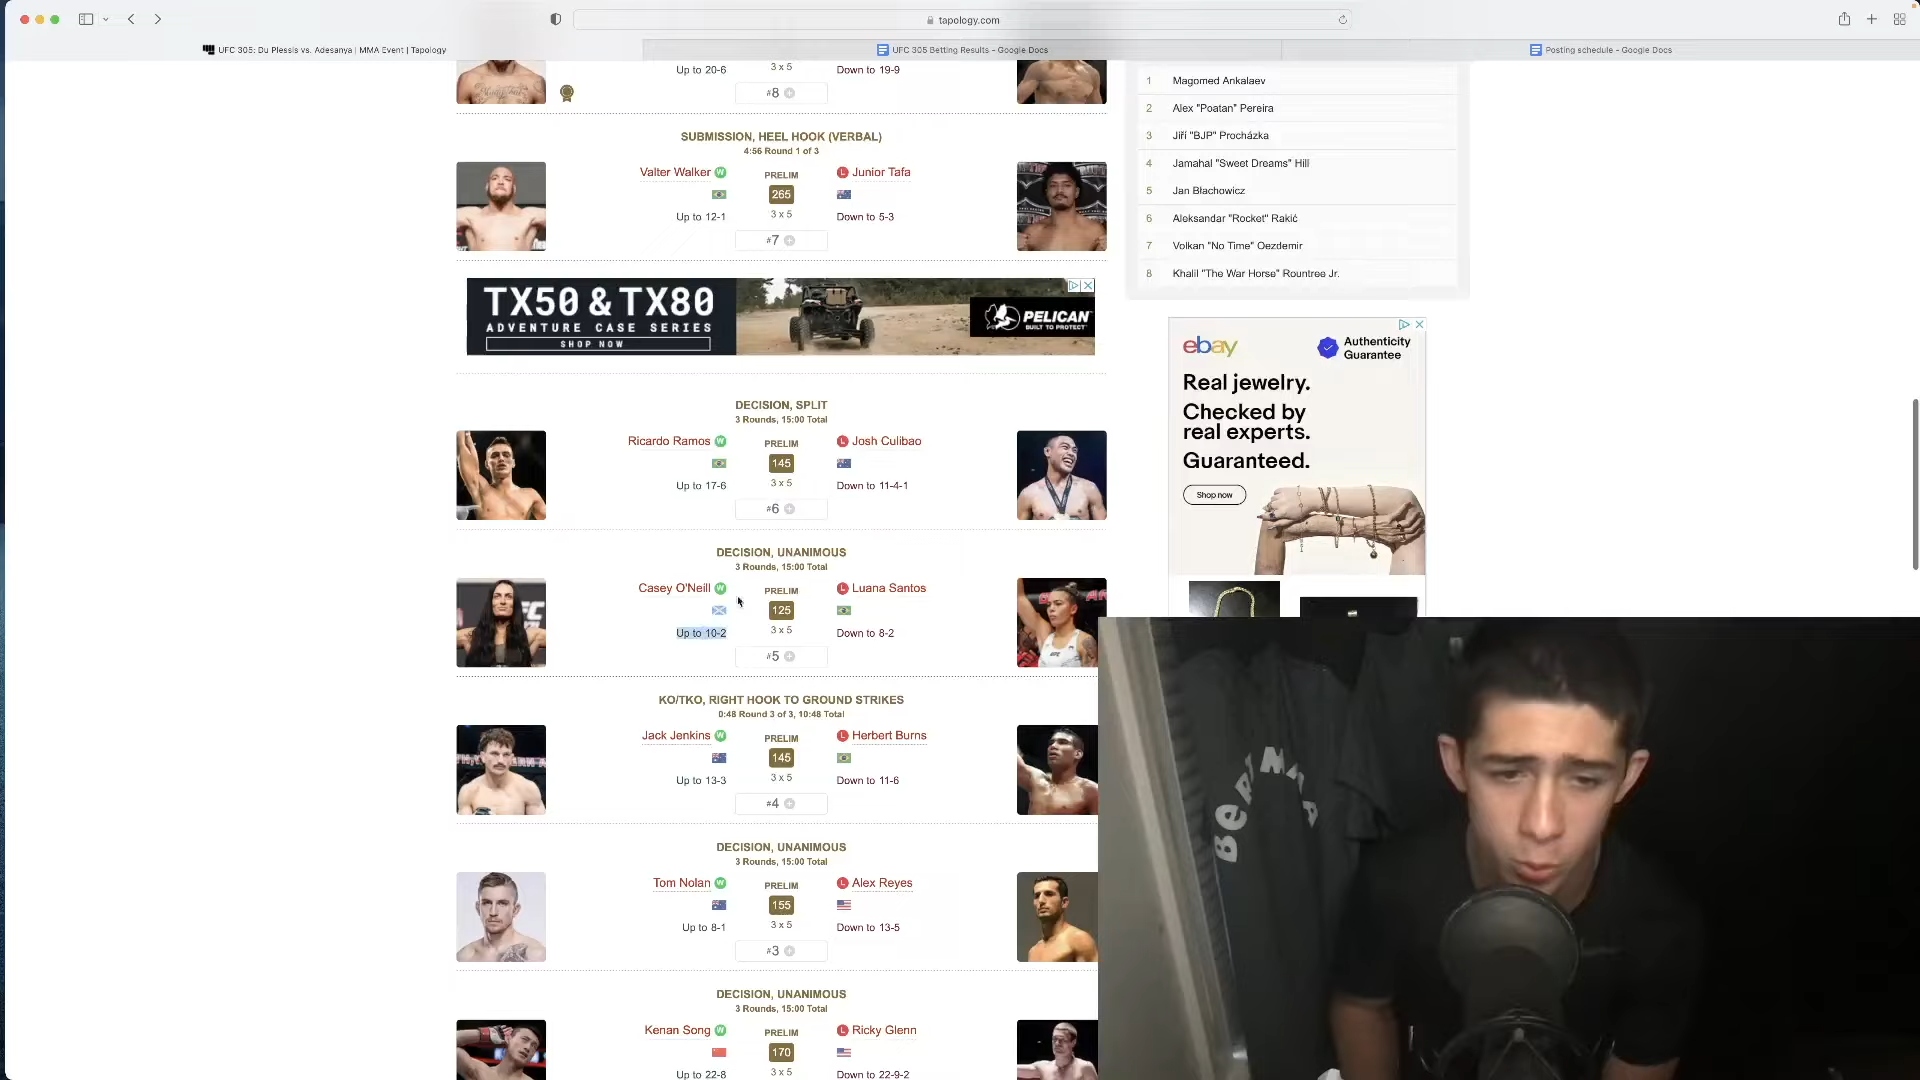 tapology.com
UFC 305: Du Plessis vs. Adesanya | MMA Event | Tapology
UFC 305 Betting Results - Google Docs
Posting schedule - Google Docs
Up to 20-6
3 x 5
Down to 19-9
#8
SUBMISSION, HEEL HOOK (VERBAL)
4:56 Round 1 of 3
Valter Walker W
PRELIM
L Junior Tafa
265
Up to 12-1
3 x 5
Down to 5-3
#7
TX50 & TX80
ADVENTURE CASE SERIES
SHOP NOW
PELICAN
BUILT TO PROTECT
DECISION, SPLIT
3 Rounds, 15:00 Total
Ricardo Ramos W
PRELIM
L Josh Culibao
145
Up to 17-6
3 x 5
Down to 11-4-1
#6
DECISION, UNANIMOUS
3 Rounds, 15:00 Total
Casey O'Neill W
PRELIM
L Luana Santos
125
Up to 10-2
3 x 5
Down to 8-2
#5
KO/TKO, RIGHT HOOK TO GROUND STRIKES
0:48 Round 3 of 3, 10:48 Total
Jack Jenkins W
PRELIM
L Herbert Burns
145
Up to 13-3
3 x 5
Down to 11-6
#4
DECISION, UNANIMOUS
3 Rounds, 15:00 Total
Tom Nolan W
PRELIM
L Alex Reyes
155
Up to 8-1
3 x 5
Down to 13-5
#3
DECISION, UNANIMOUS
3 Rounds, 15:00 Total
Kenan Song W
PRELIM
L Ricky Glenn
170
Up to 22-8
3 x 5
Down to 22-9-2
1 Magomed Ankalaev
2 Alex "Poatan" Pereira
3 Jiří "BJP" Procházka
4 Jamahal "Sweet Dreams" Hill
5 Jan Błachowicz
6 Aleksandar "Rocket" Rakić
7 Volkan "No Time" Oezdemir
8 Khalil "The War Horse" Rountree Jr.
ebay
Authenticity
Guarantee
Real jewelry.
Checked by
real experts.
Guaranteed.
Shop now
BERMUDA